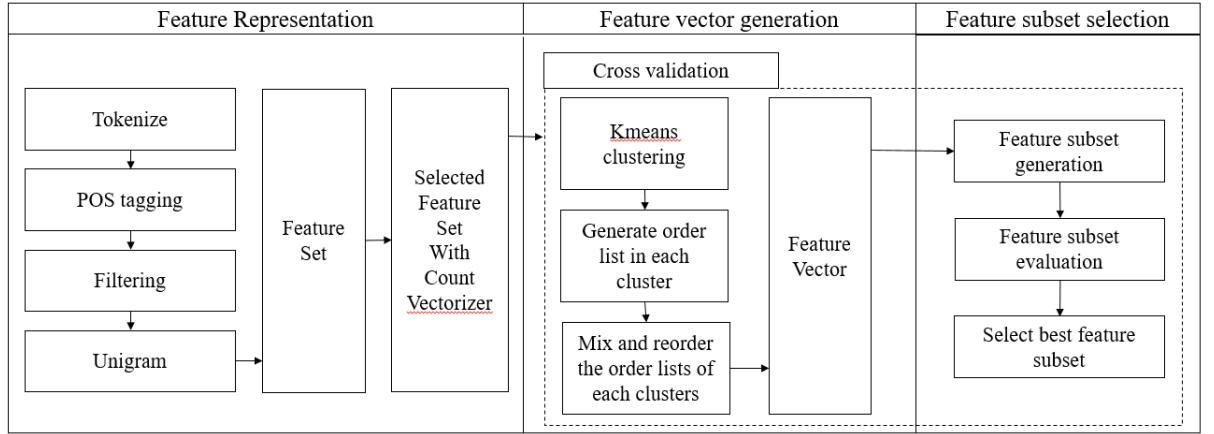 Feature Representation
Feature vector generation
Feature subset selection
Tokenize
POS tagging
Filtering
Unigram
Feature
Set
Selected
Feature
Set
With
Count
Vectorizer
Cross validation
Kmeans
clustering
Generate order
list in each
cluster
Mix and reorder
the order lists of
each clusters
Feature
Vector
Feature subset
generation
Feature subset
evaluation
Select best feature
subset